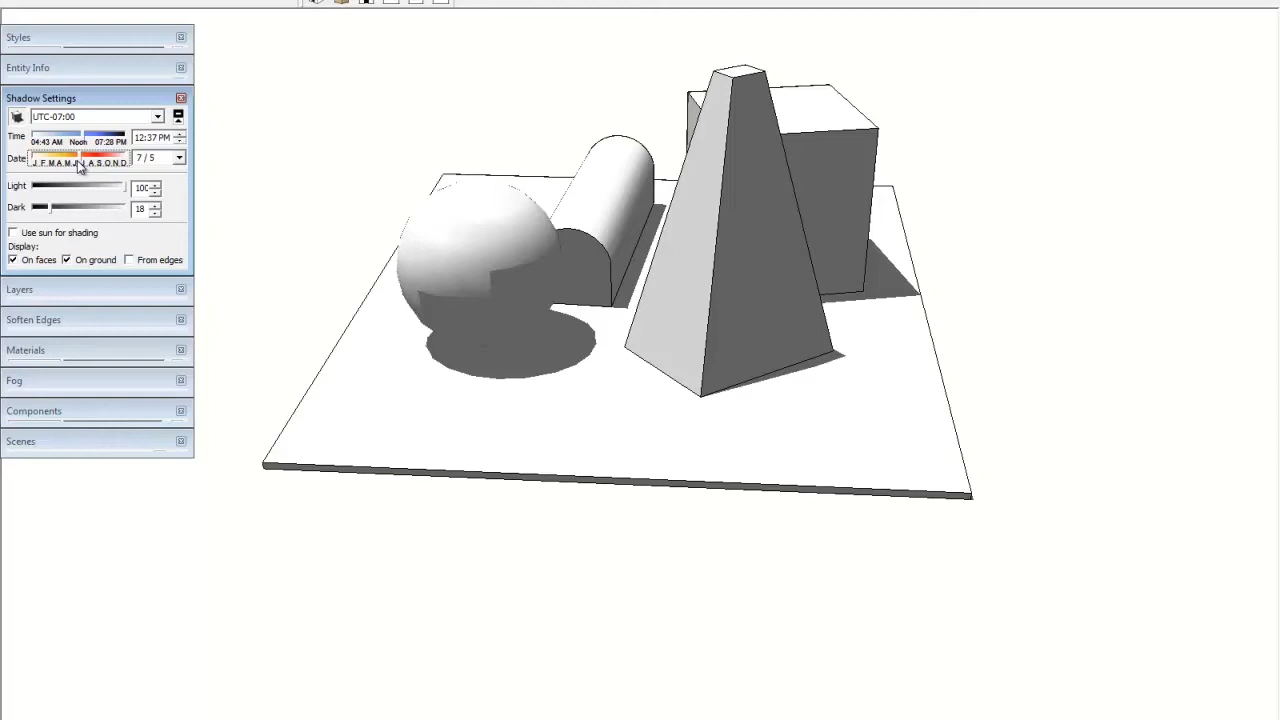 Styles
Entity Info
Shadow Settings
UTC-07:00
Time
04:43 AM Noon 07:28 PM
12:37 PM
Date
J F M A M J J A S O N D
7 / 5
Light
100
Dark
18
Use sun for shading
Display:
On faces On ground From edges
Layers
Soften Edges
Materials
Fog
Components
Scenes